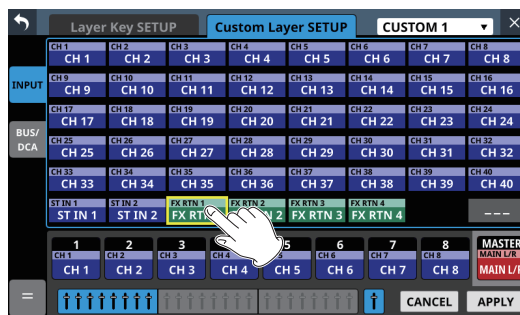 Layer Key SETUP Custom Layer SETUP CUSTOM 1
CH 1 CH 2 CH 3 CH 4 CH 5 CH 6 CH 7 CH 8
CH 1 CH 2 CH 3 CH 4 CH 5 CH 6 CH 7 CH 8
INPUT
CH 9 CH 10 CH 11 CH 12 CH 13 CH 14 CH 15 CH 16
CH 9 CH 10 CH 11 CH 12 CH 13 CH 14 CH 15 CH 16
CH 17 CH 18 CH 19 CH 20 CH 21 CH 22 CH 23 CH 24
CH 17 CH 18 CH 19 CH 20 CH 21 CH 22 CH 23 CH 24
BUS/
DCA
CH 25 CH 26 CH 27 CH 28 CH 29 CH 30 CH 31 CH 32
CH 25 CH 26 CH 27 CH 28 CH 29 CH 30 CH 31 CH 32
CH 33 CH 34 CH 35 CH 36 CH 37 CH 38 CH 39 CH 40
CH 33 CH 34 CH 35 CH 36 CH 37 CH 38 CH 39 CH 40
ST IN 1 ST IN 2 FX RTN 1 FX RTN 2 FX RTN 3 FX RTN 4
ST IN 1 ST IN 2 FX R 2 FX RTN 3 FX RTN 4 ---
1 2 3 5 6 7 8 MASTER
CH 1 CH 2 CH 3 CH 4 CH 5 CH 6 CH 7 CH 8 MAIN L/R
CH 1 CH 2 CH 3 CH 4 CH 5 CH 6 CH 7 CH 8 MAIN L/R
CANCEL APPLY